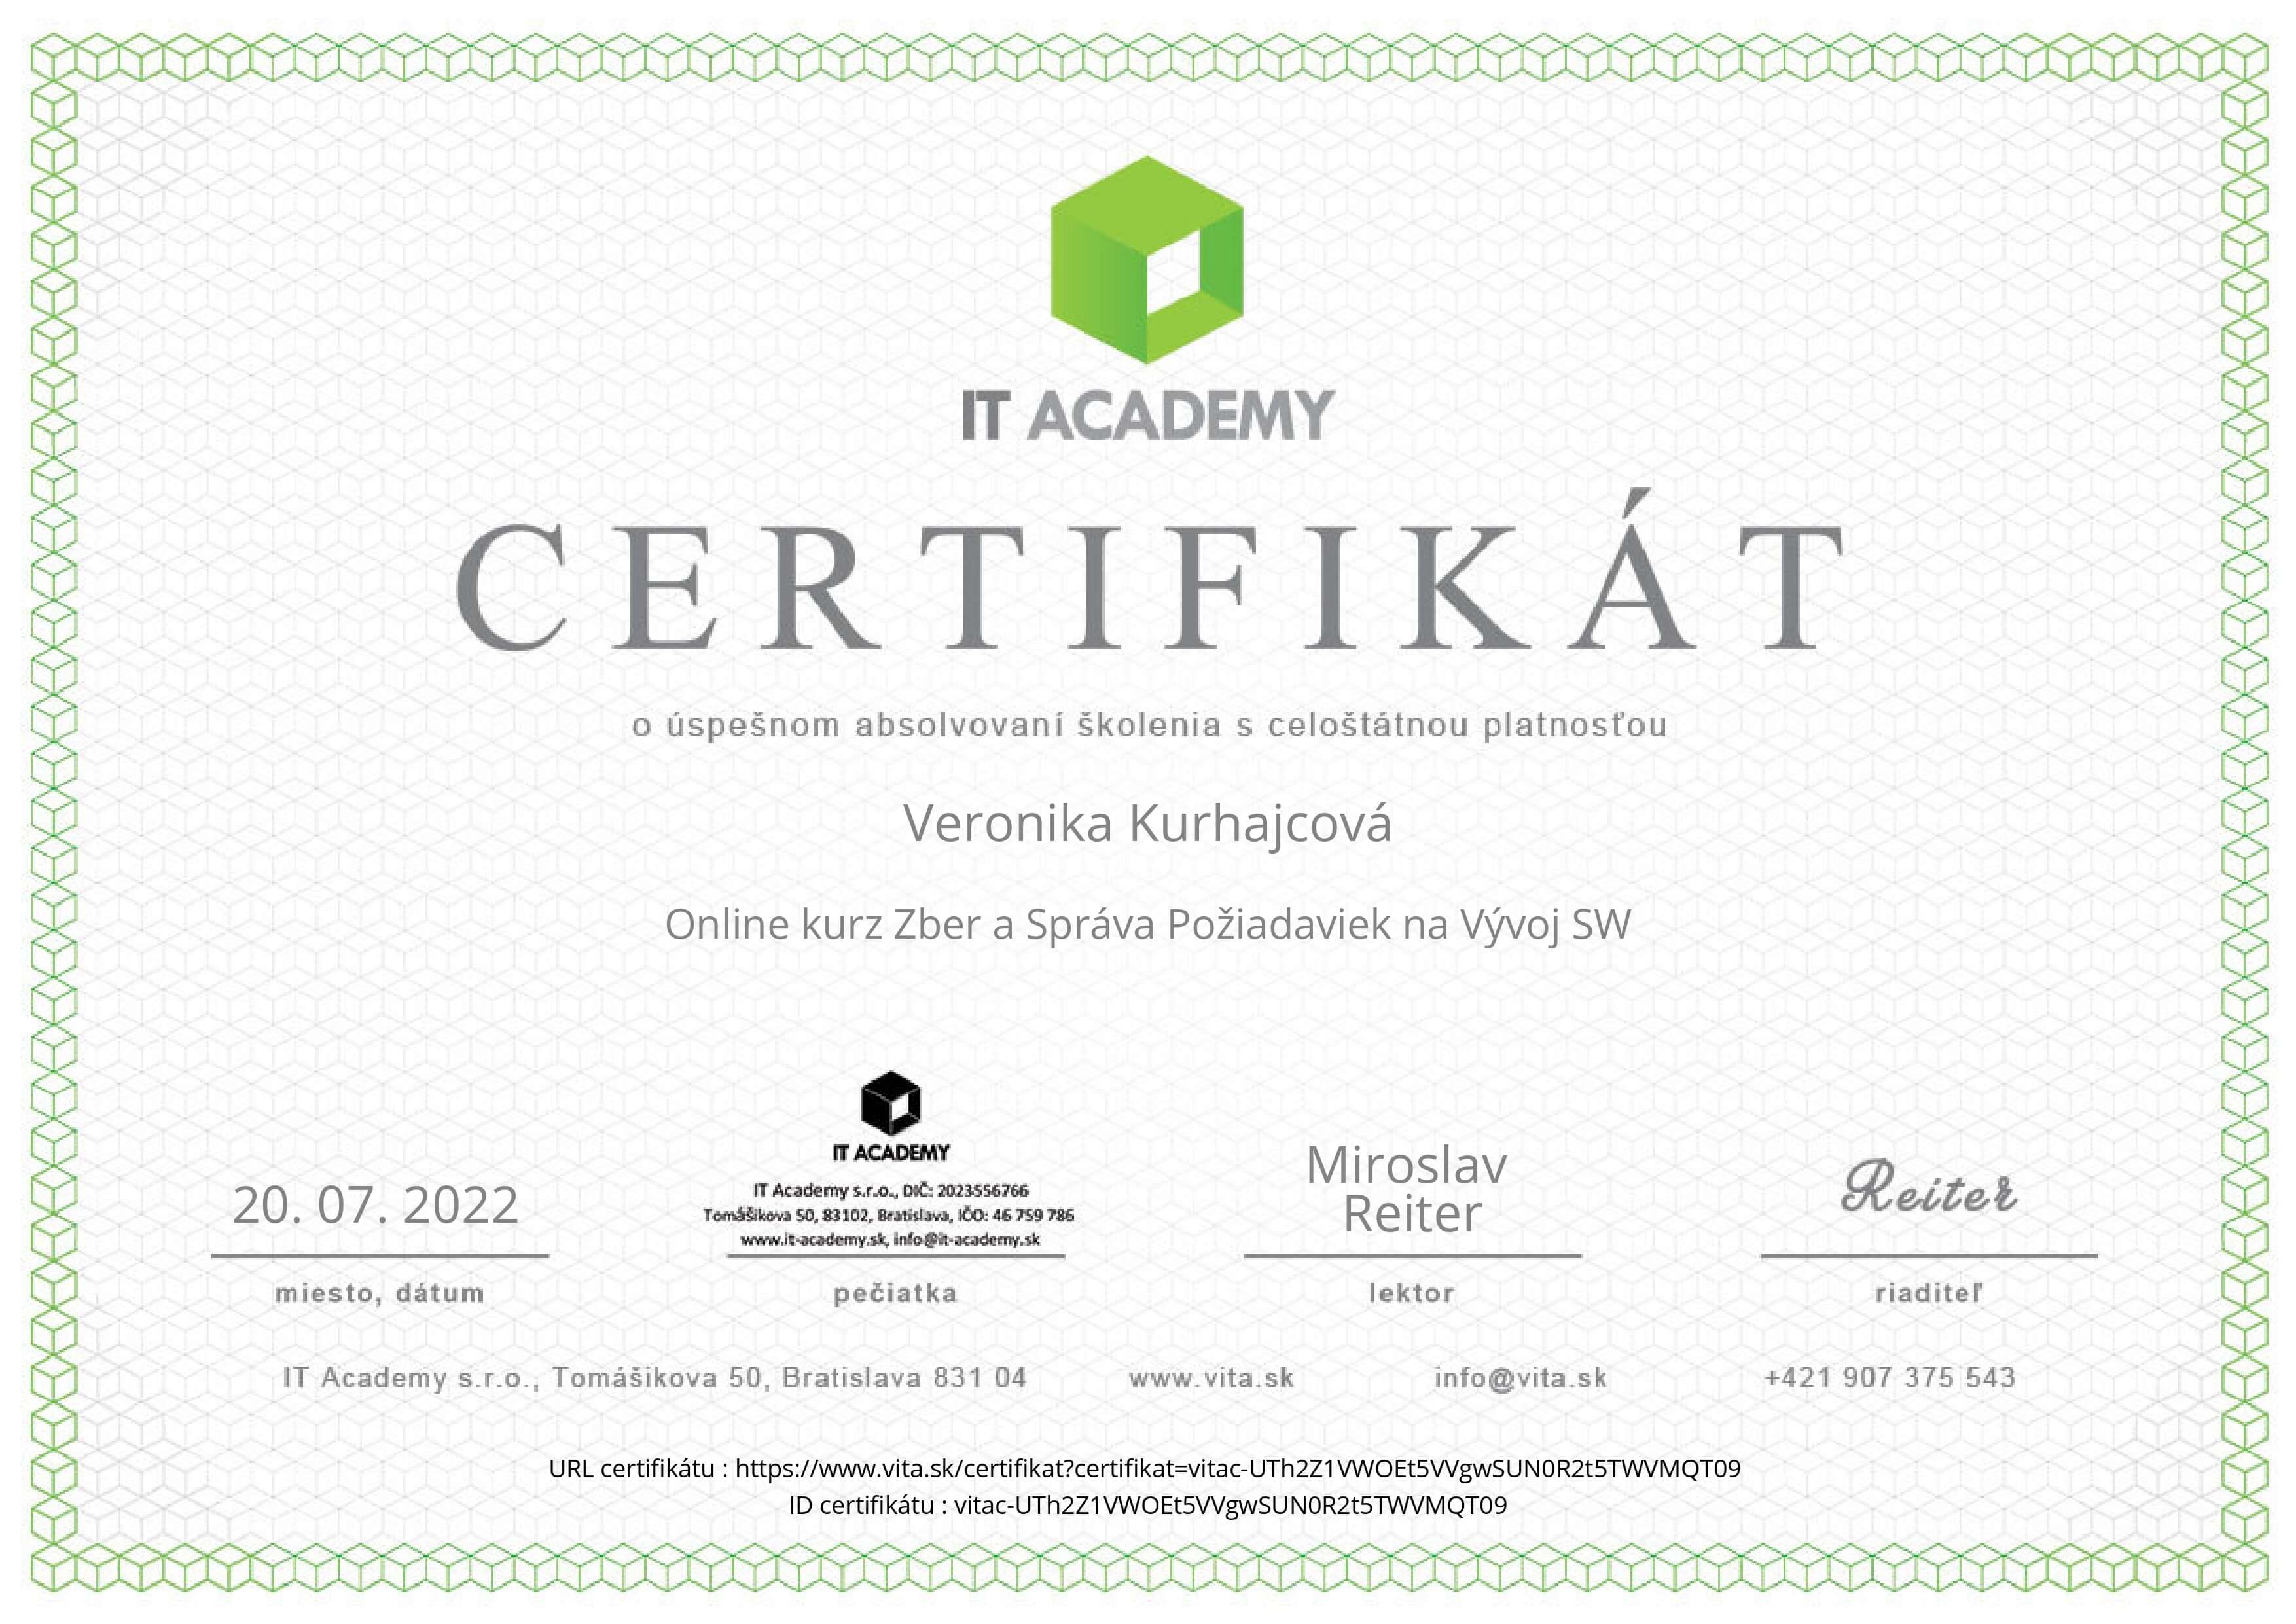 IT ACADEMY
CERTIFIKÁT
o úspešnom absolvovaní školenia s celoštátnou platnosťou
Veronika Kurhajcová
Online kurz Zber a Správa Požiadaviek na Vývoj SW
20. 07. 2022
miesto, dátum
IT ACADEMY
IT Academy s.r.o., DIČ: 2023556766
Tomášikova 50, 83102, Bratislava, IČO: 46 759 786
www.it-academy.sk, info@it-academy.sk
pečiatka
Miroslav
Reiter
lektor
Reiter
riaditeľ
IT Academy s.r.o., Tomášikova 50, Bratislava 831 04 www.vita.sk info@vita.sk +421 907 375 543
URL certifikátu : https://www.vita.sk/certifikat?certifikat=vitac-UTh2Z1VWOEt5VVgwSUN0R2t5TWVMQT09
ID certifikátu : vitac-UTh2Z1VWOEt5VVgwSUN0R2t5TWVMQT09